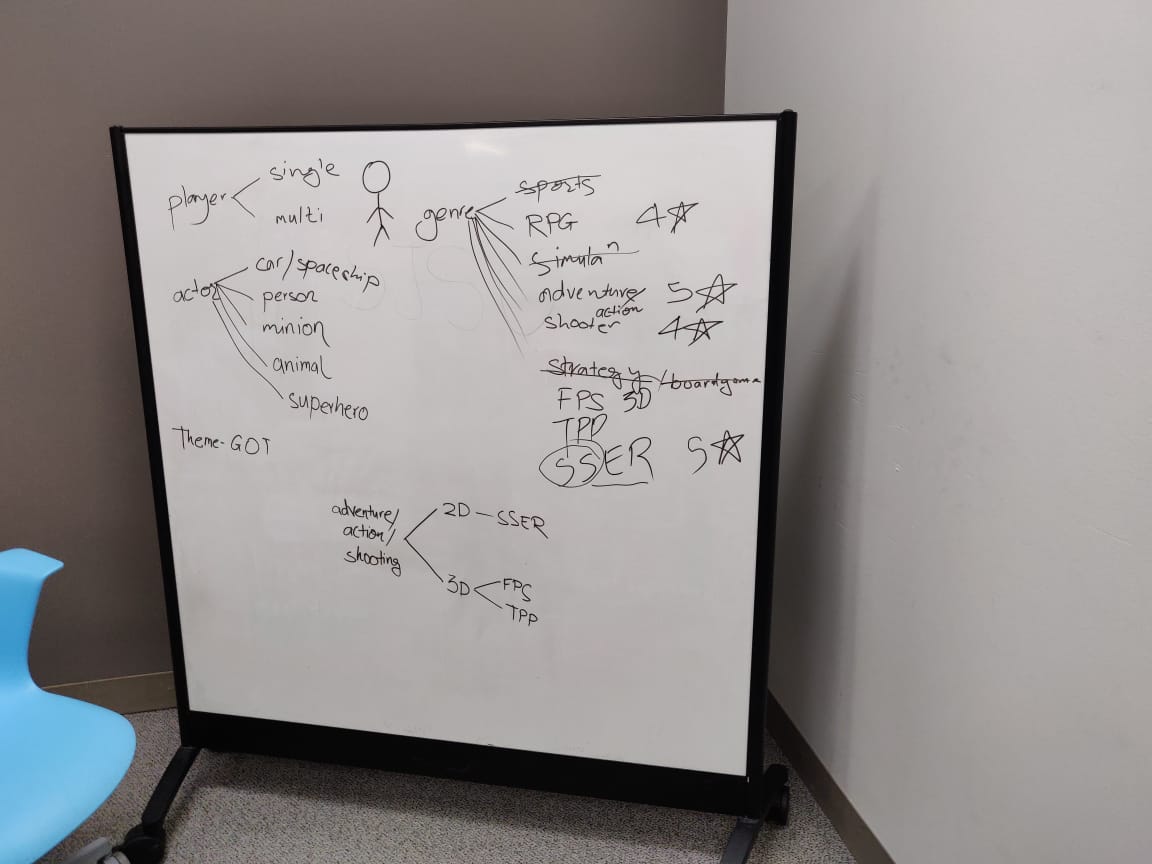 player
single
multi
actor
car/spaceship
person
minion
animal
superhero
Theme-GOT
genre
sports
RPG 4☆
Simulaⁿ
adventure/ 5☆
action
shooter 4☆
strategy/boardgame
FPS 3D
TPP
SSER 5☆
adventure/
action/
shooting
2D - SSER
3D
FPS
TPP